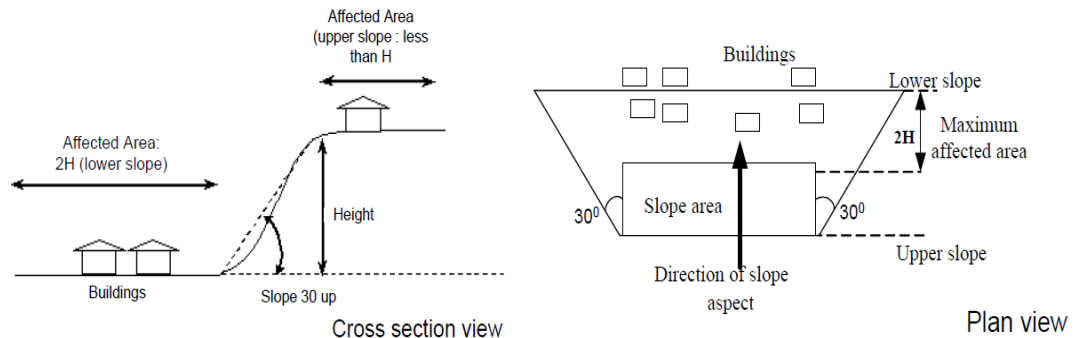 Affected Area
(upper slope : less
than H
Affected Area:
2H (lower slope)
Height
Buildings
Slope 30 up
Cross section view
Buildings
Lower slope
2H
Maximum
affected area
30⁰
Slope area
30⁰
Upper slope
Direction of slope
aspect
Plan view